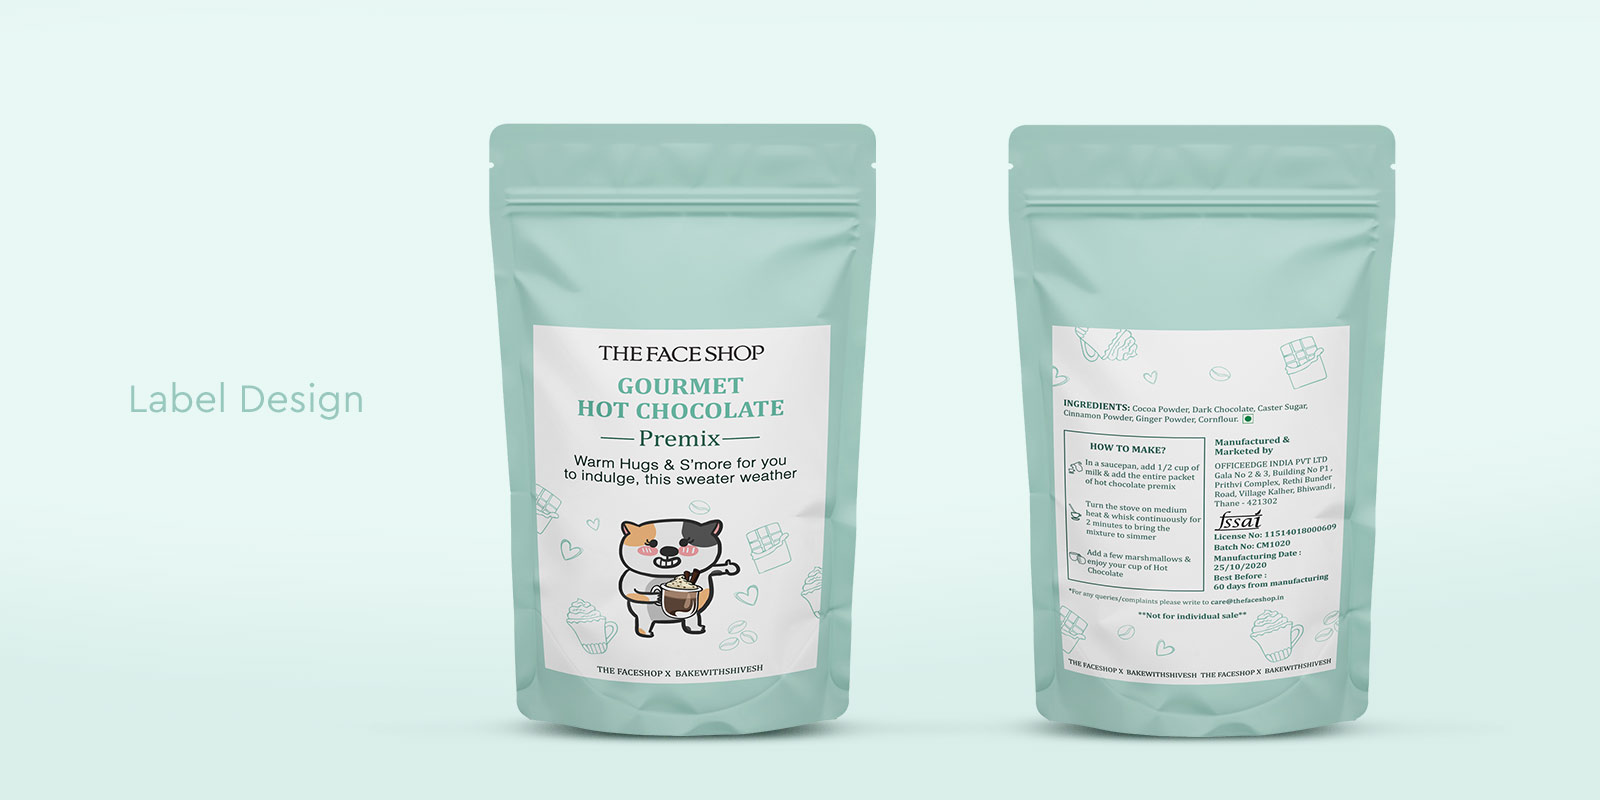 Label Design
THE FACE SHOP
GOURMET
HOT CHOCOLATE
Premix
Warm Hugs & S'more for you
to indulge, this sweater weather
THE FACESHOP X BAKEWITHSHIVESH
INGREDIENTS: Cocoa Powder, Dark Chocolate, Caster Sugar,
Cinnamon Powder, Ginger Powder, Cornflour.
HOW TO MAKE?
In a saucepan, add 1/2 cup of
milk & add the entire packet
of hot chocolate premix
Turn the stove on medium
heat & whisk continuously for
2 minutes to bring the
mixture to simmer
Add a few marshmallows &
enjoy your cup of Hot
Chocolate
Manufactured &
Marketed by
OFFICEEDGE INDIA PVT LTD
Gala No 2 & 3, Building No P1,
Prithvi Complex, Rethi Bunder
Road, Village Kalher, Bhiwandi,
Thane - 421302
fssai
License No: 11514018000609
Batch No: CM1020
Manufacturing Date :
25/10/2020
Best Before :
60 days from manufacturing
*For any queries/complaints please write to care@thefaceshop.in
**Not for individual sale**
THE FACESHOP X BAKEWITHSHIVESH THE FACESHOP X BAKEWITHSHIVESH